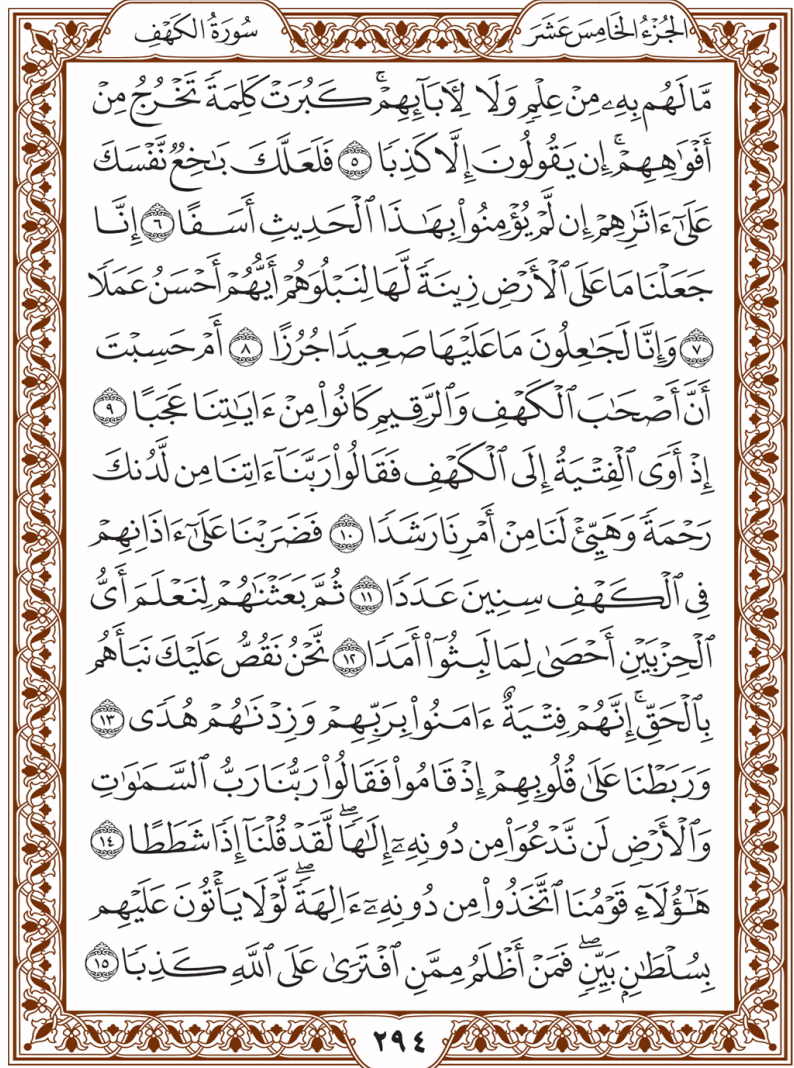 الجُزْءُ الخَامِسَ عَشَرَ
سُورَةُ الكَهْفِ
مَّا لَهُم بِهِۦ مِنْ عِلْمٍ وَلَا لِأٓبَآئِهِمْۚ كَبُرَتْ كَلِمَةً تَخْرُجُ مِنْ
أَفْوَٰهِهِمْۚ إِن يَقُولُونَ إِلَّا كَذِبًا ٥ فَلَعَلَّكَ بَٰخِعٌ نَّفْسَكَ
عَلَىٰٓ ءَاثَٰرِهِمْ إِن لَّمْ يُؤْمِنُوا۟ بِهَٰذَا ٱلْحَدِيثِ أَسَفًا ٦ إِنَّا
جَعَلْنَا مَا عَلَى ٱلْأَرْضِ زِينَةً لَّهَا لِنَبْلُوَهُمْ أَيُّهُمْ أَحْسَنُ عَمَلًا
٧ وَإِنَّا لَجَٰعِلُونَ مَا عَلَيْهَا صَعِيدًا جُرُزًا ٨ أَمْ حَسِبْتَ
أَنَّ أَصْحَٰبَ ٱلْكَهْفِ وَٱلرَّقِيمِ كَانُوا۟ مِنْ ءَايَٰتِنَا عَجَبًا ٩
إِذْ أَوَى ٱلْفِتْيَةُ إِلَى ٱلْكَهْفِ فَقَالُوا۟ رَبَّنَآ ءَاتِنَا مِن لَّدُنكَ
رَحْمَةً وَهَيِّئْ لَنَا مِنْ أَمْرِنَا رَشَدًا ١٠ فَضَرَبْنَا عَلَىٰٓ ءَاذَانِهِمْ
فِى ٱلْكَهْفِ سِنِينَ عَدَدًا ١١ ثُمَّ بَعَثْنَٰهُمْ لِنَعْلَمَ أَىُّ
ٱلْحِزْبَيْنِ أَحْصَىٰ لِمَا لَبِثُوٓا۟ أَمَدًا ١٢ نَّحْنُ نَقُصُّ عَلَيْكَ نَبَأَهُم
بِٱلْحَقِّۚ إِنَّهُمْ فِتْيَةٌ ءَامَنُوا۟ بِرَبِّهِمْ وَزِدْنَٰهُمْ هُدًى ١٣
وَرَبَطْنَا عَلَىٰ قُلُوبِهِمْ إِذْ قَامُوا۟ فَقَالُوا۟ رَبُّنَا رَبُّ ٱلسَّمَٰوَٰتِ
وَٱلْأَرْضِ لَن نَّدْعُوَا۟ مِن دُونِهِۦٓ إِلَٰهًاۖ لَّقَدْ قُلْنَآ إِذًا شَطَطًا ١٤
هَٰٓؤُلَآءِ قَوْمُنَا ٱتَّخَذُوا۟ مِن دُونِهِۦٓ ءَالِهَةًۖ لَّوْلَا يَأْتُونَ عَلَيْهِم
بِسُلْطَٰنٍۭ بَيِّنٍۖ فَمَنْ أَظْلَمُ مِمَّنِ ٱفْتَرَىٰ عَلَى ٱللَّهِ كَذِبًا ١٥
٢٩٤